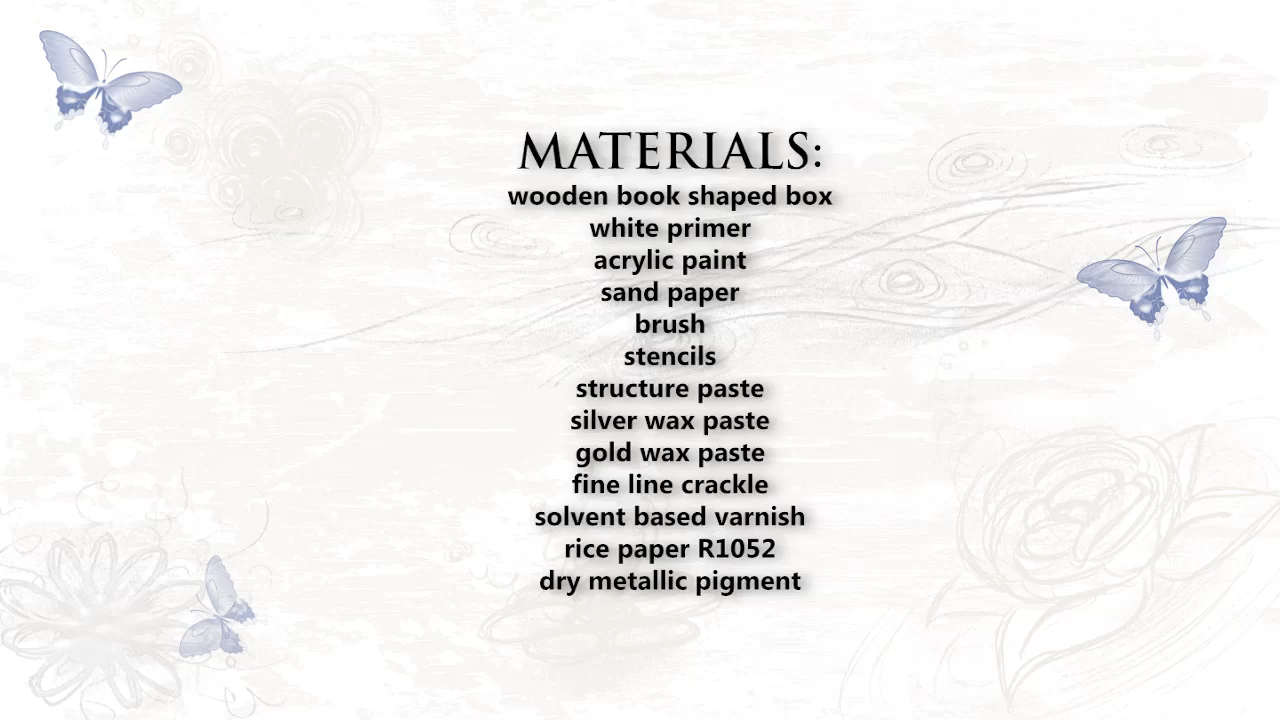 MATERIALS:
wooden book shaped box
white primer
acrylic paint
sand paper
brush
stencils
structure paste
silver wax paste
gold wax paste
fine line crackle
solvent based varnish
rice paper R1052
dry metallic pigment